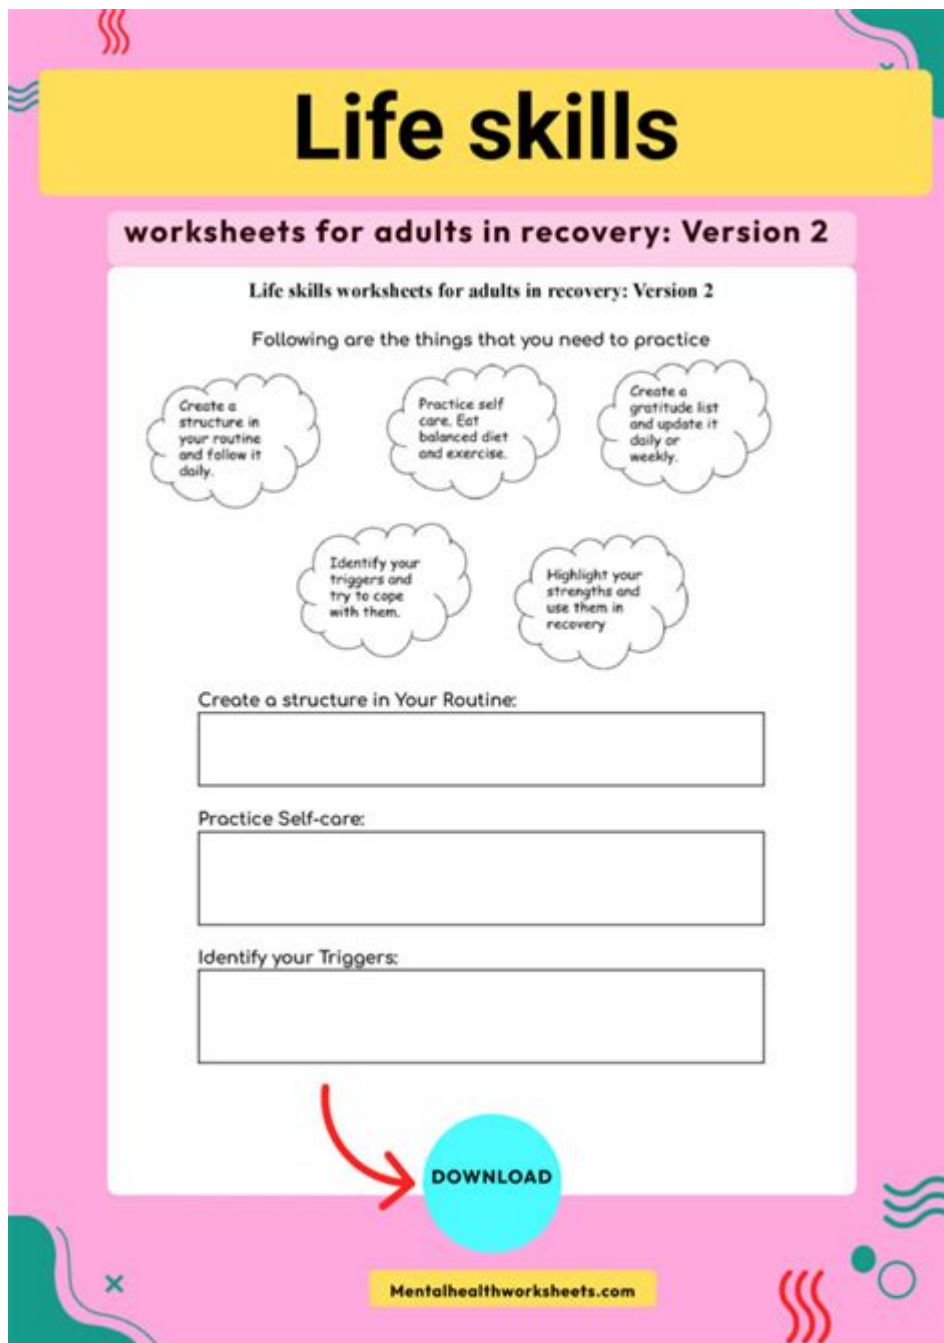 Life skills
worksheets for adults in recovery: Version 2
Life skills worksheets for adults in recovery: Version 2
Following are the things that you need to practice
Create a
structure in
your routine
and follow it
daily.
Practice self
care. Eat
balanced diet
and exercise.
Create a
gratitude list
and update it
daily or
weekly.
Identify your
triggers and
try to cope
with them.
Highlight your
strengths and
use them in
recovery
Create a structure in Your Routine:
Practice Self-care:
Identify your Triggers:
DOWNLOAD
Mentalhealthworksheets.com